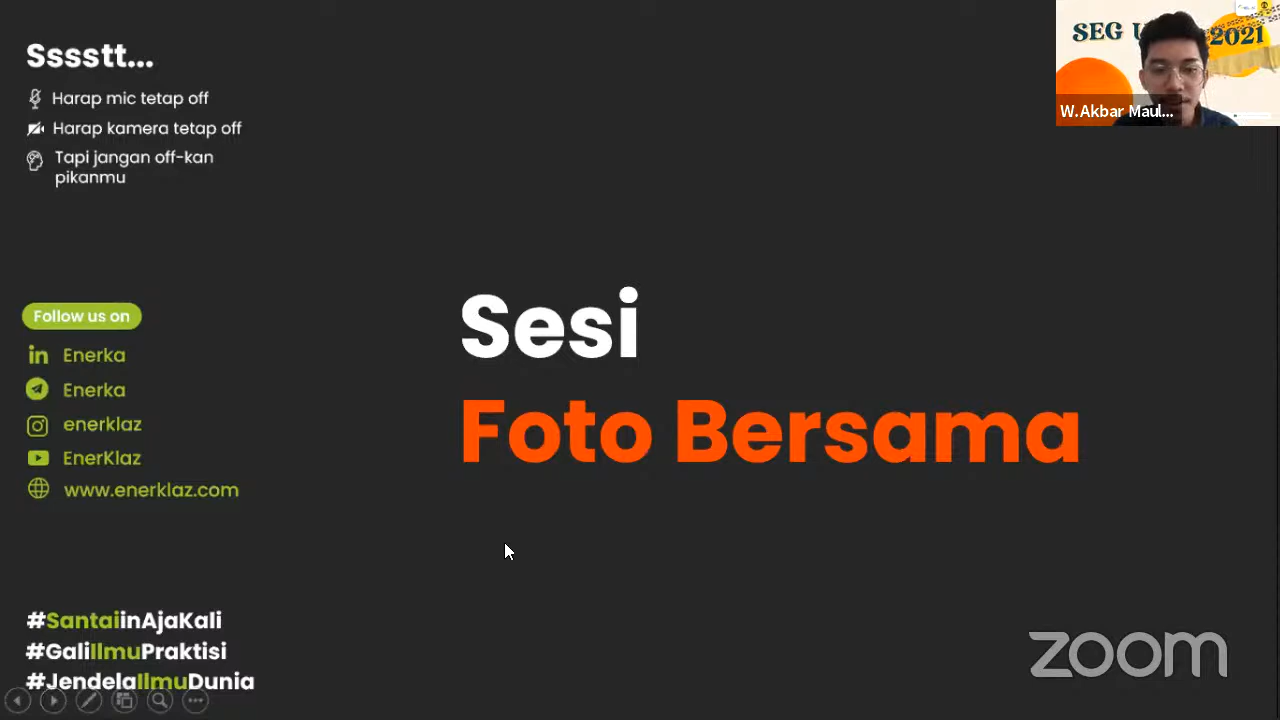 Sssstt...
Harap mic tetap off
Harap kamera tetap off
Tapi jangan off-kan
pikanmu
Follow us on
in Enerka
Enerka
enerklaz
EnerKlaz
www.enerklaz.com
#SantaiinAjaKali
#GaliIlmuPraktisi
#JendelaIlmuDunia
Sesi
Foto Bersama
SEG U 2021
W.Akbar Maul...
zoom